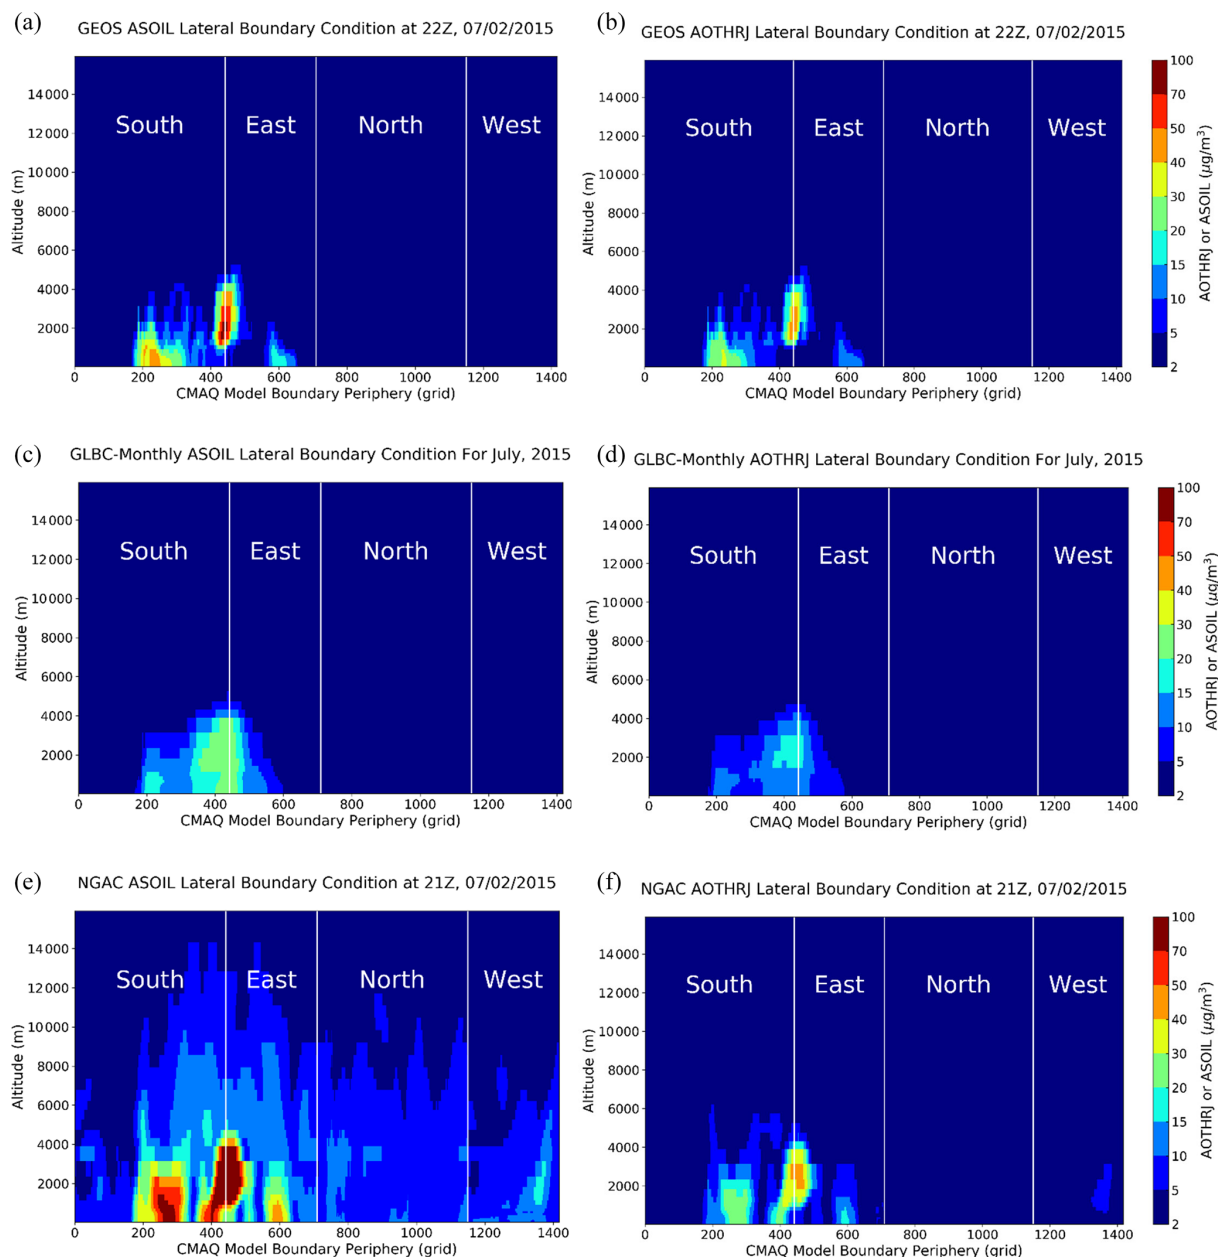 (a)
GEOS ASOIL Lateral Boundary Condition at 22Z, 07/02/2015
14000
12000
10000
8000
6000
4000
2000
Altitude (m)
South East North West
0 200 400 600 800 1000 1200 1400
CMAQ Model Boundary Periphery (grid)
(b)
GEOS AOTHRJ Lateral Boundary Condition at 22Z, 07/02/2015
14000
12000
10000
8000
6000
4000
2000
Altitude (m)
South East North West
0 200 400 600 800 1000 1200 1400
CMAQ Model Boundary Periphery (grid)
100
70
50
40
30
20
15
10
5
2
AOTHRJ or ASOIL (μg/m³)
(c)
GLBC-Monthly ASOIL Lateral Boundary Condition For July, 2015
14000
12000
10000
8000
6000
4000
2000
Altitude (m)
South East North West
0 200 400 600 800 1000 1200 1400
CMAQ Model Boundary Periphery (grid)
(d)
GLBC-Monthly AOTHRJ Lateral Boundary Condition For July, 2015
14000
12000
10000
8000
6000
4000
2000
Altitude (m)
South East North West
0 200 400 600 800 1000 1200 1400
CMAQ Model Boundary Periphery (grid)
100
70
50
40
30
20
15
10
5
2
AOTHRJ or ASOIL (μg/m³)
(e)
NGAC ASOIL Lateral Boundary Condition at 21Z, 07/02/2015
14000
12000
10000
8000
6000
4000
2000
Altitude (m)
South East North West
0 200 400 600 800 1000 1200 1400
CMAQ Model Boundary Periphery (grid)
(f)
NGAC AOTHRJ Lateral Boundary Condition at 21Z, 07/02/2015
14000
12000
10000
8000
6000
4000
2000
Altitude (m)
South East North West
0 200 400 600 800 1000 1200 1400
CMAQ Model Boundary Periphery (grid)
100
70
50
40
30
20
15
10
5
2
AOTHRJ or ASOIL (μg/m³)